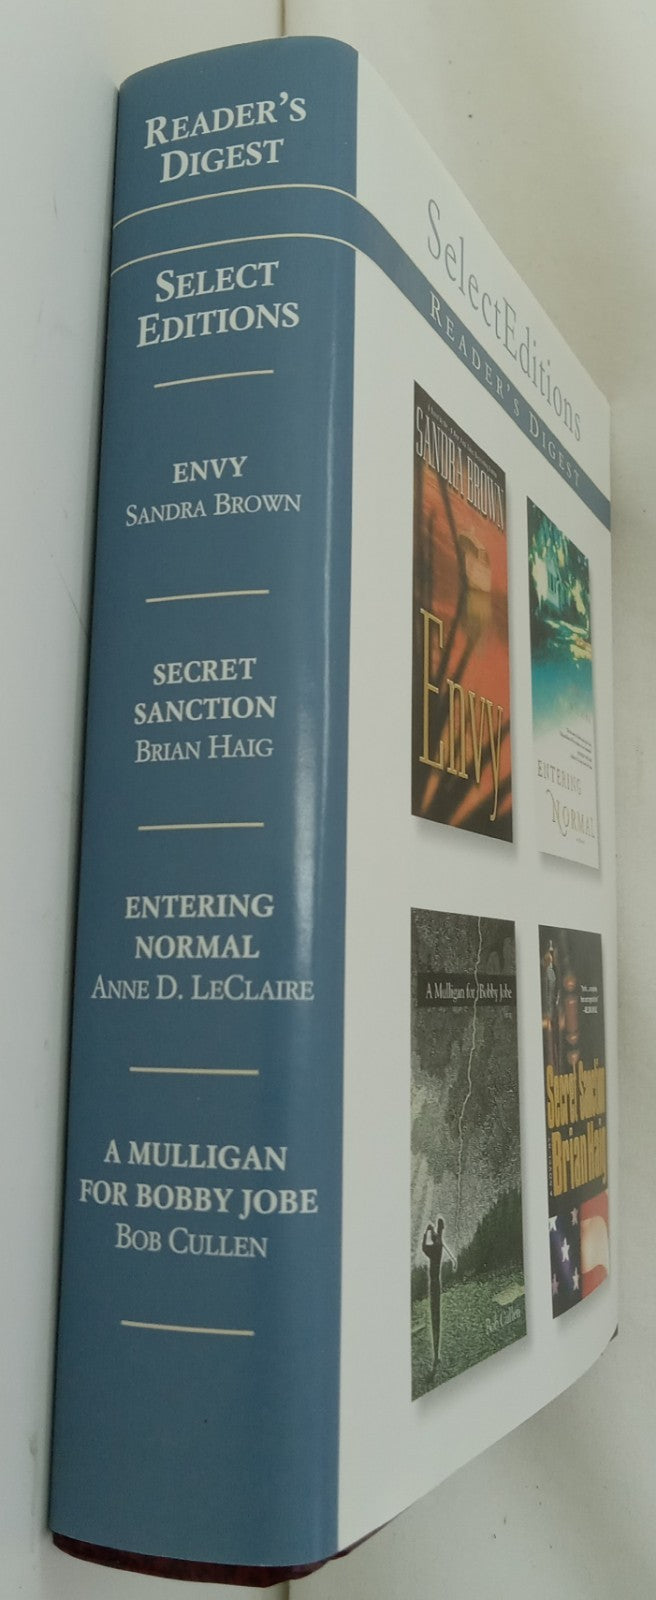 READER'S
DIGEST
SELECT
EDITIONS
ENVY
SANDRA BROWN
SECRET
SANCTION
BRIAN HAIG
ENTERING
NORMAL
ANNE D. LECLAIRE
A MULLIGAN
FOR BOBBY JOBE
BOB CULLEN
SelectEditions
READER'S DIGEST
SANDRA BROWN
Envy
ENTERING
NORMAL
A Mulligan for Bobby Jobe
Bob Cullen
Secret Sanction
Brian Haig